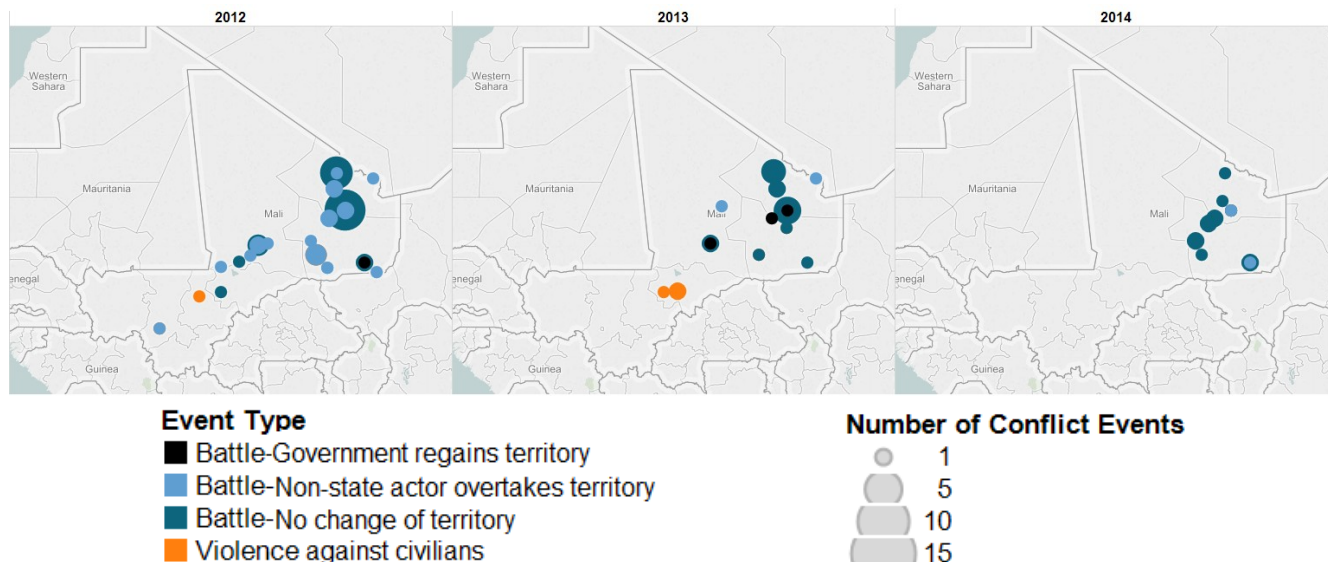 2012
2013
2014
Western
Sahara
Mauritania
Mali
enegal
Guinea
Western
Sahara
Mauritania
Mali
enegal
Guinea
Western
Sahara
Mauritania
Mali
enegal
Guinea
Event Type
Battle-Government regains territory
Battle-Non-state actor overtakes territory
Battle-No change of territory
Violence against civilians
Number of Conflict Events
1
5
10
15